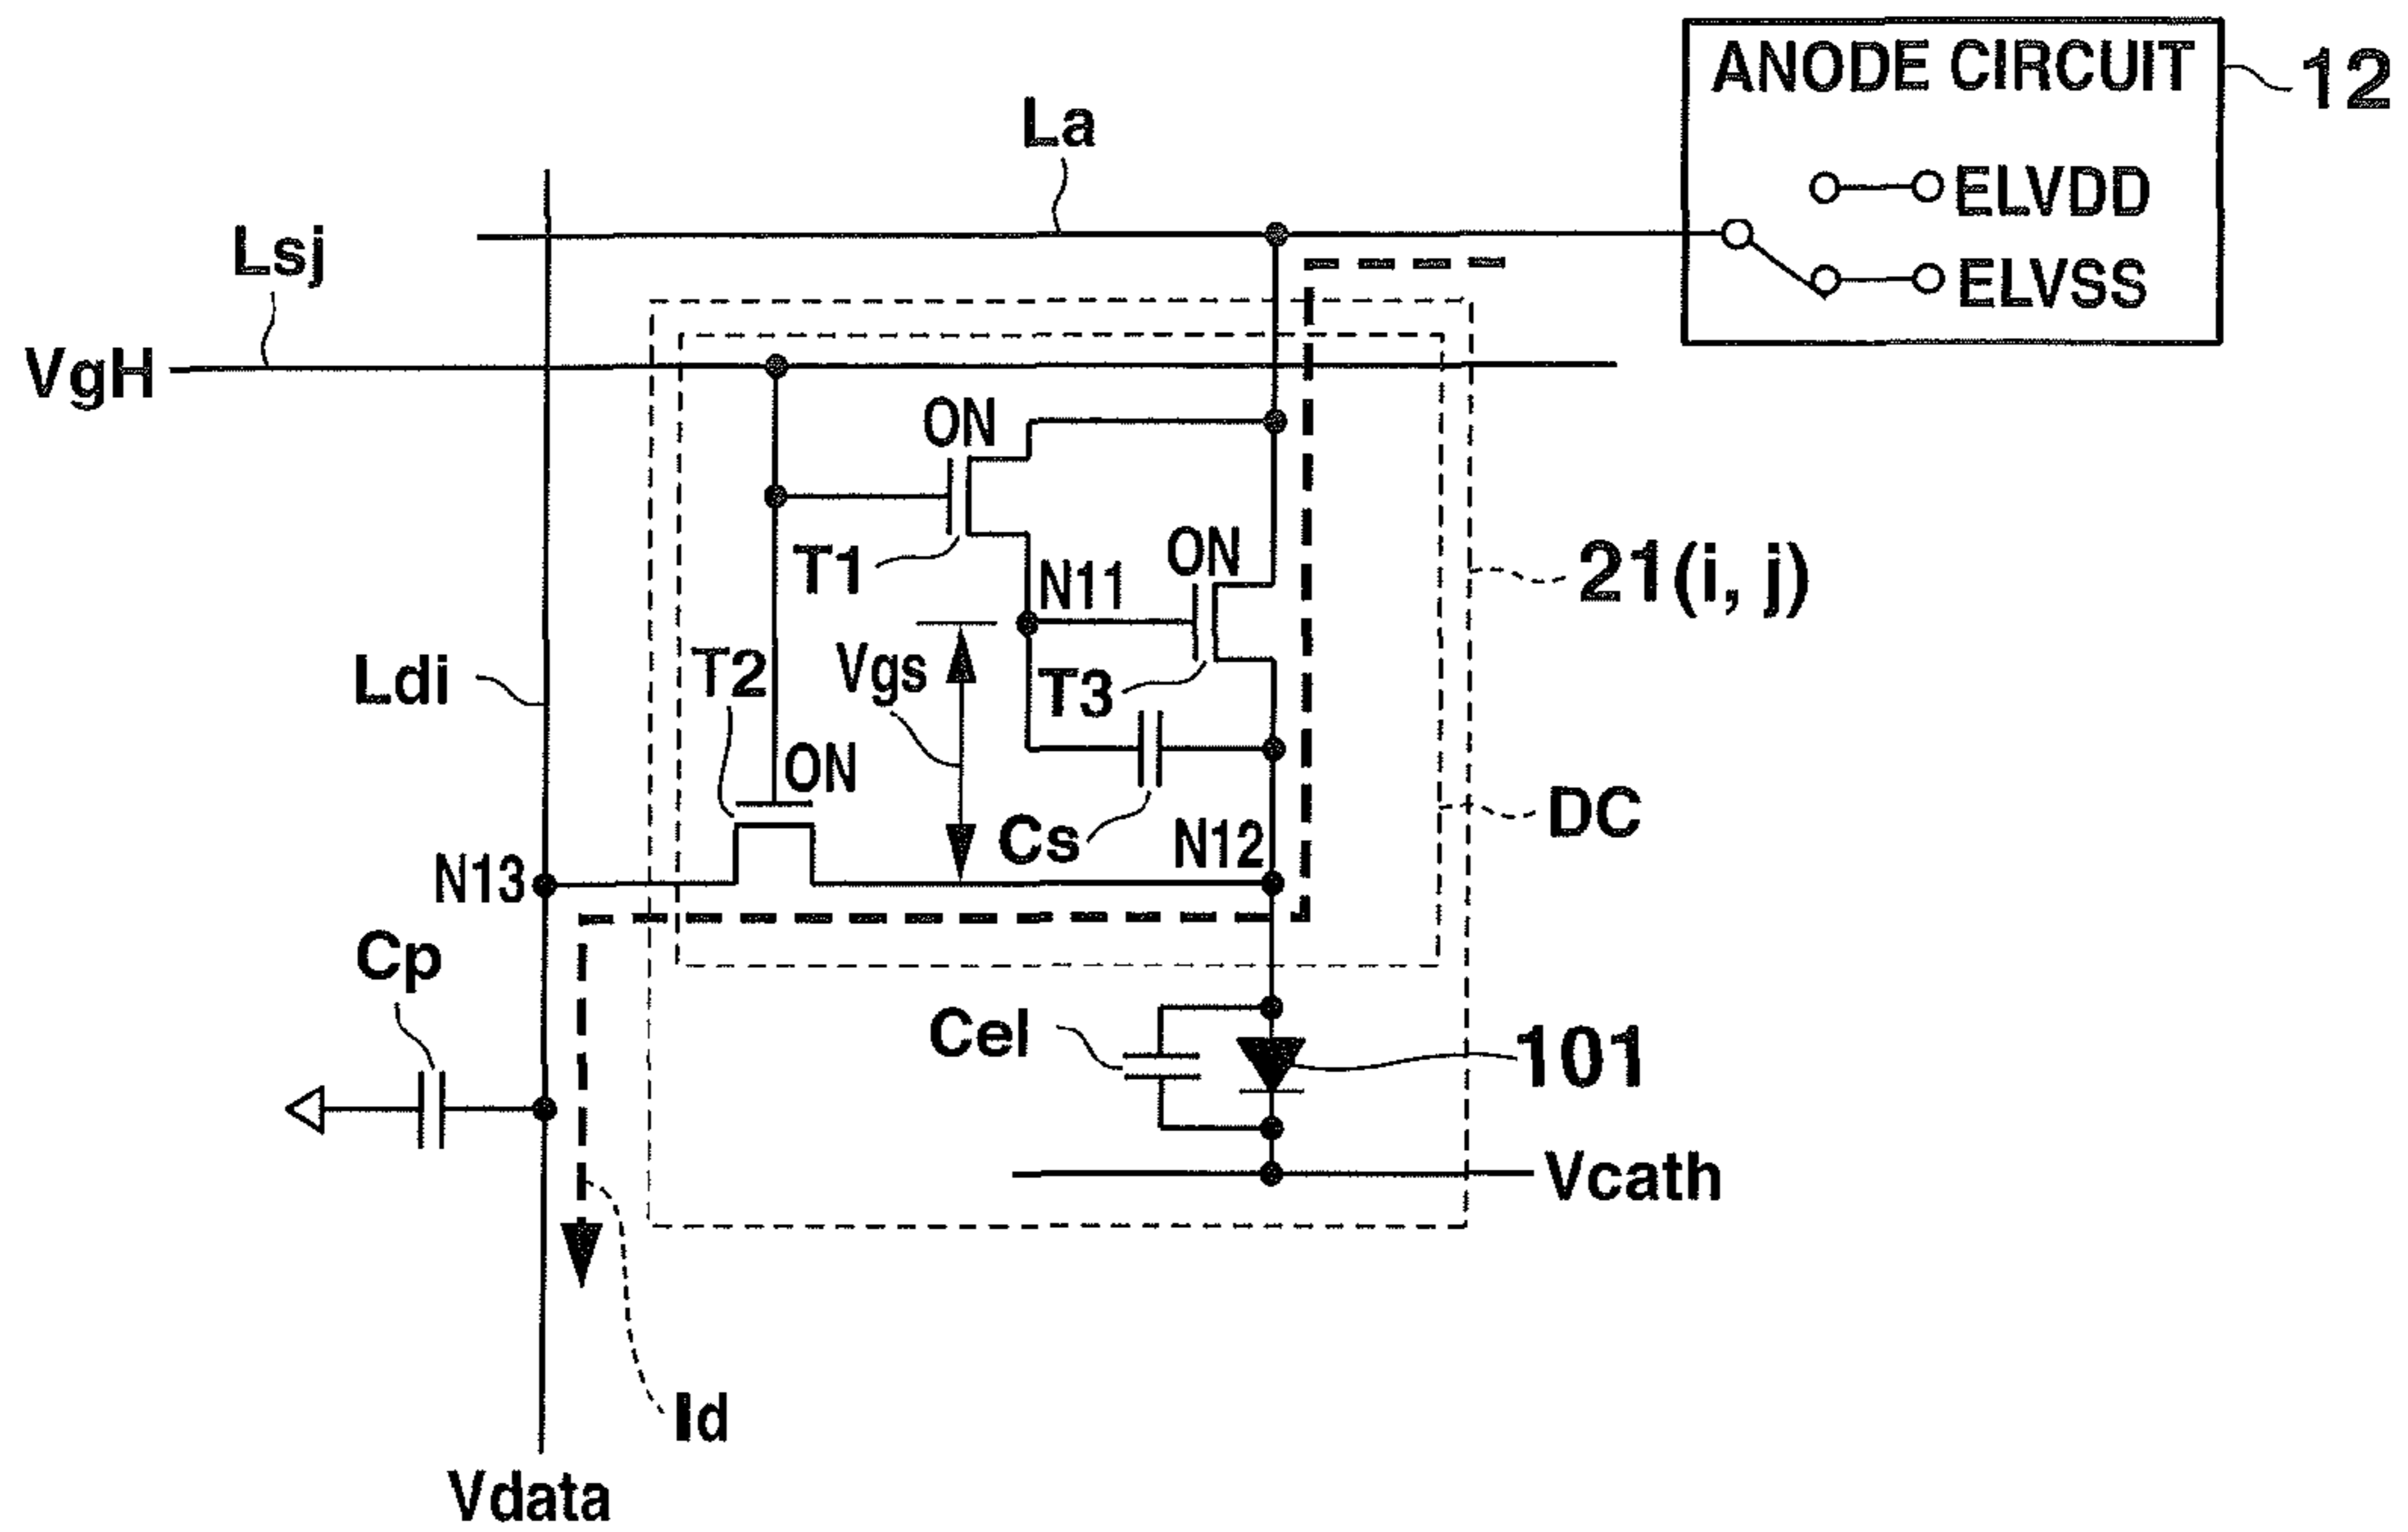 ANODE CIRCUIT
12
La
ELVDD
Lsj
ELVSS
VgH
ON
T1
N11
ON
21(i, j)
Ldi
T2
Vgs
T3
ON
DC
Cs
N12
N13
Cp
Cel
101
Vcath
Id
Vdata